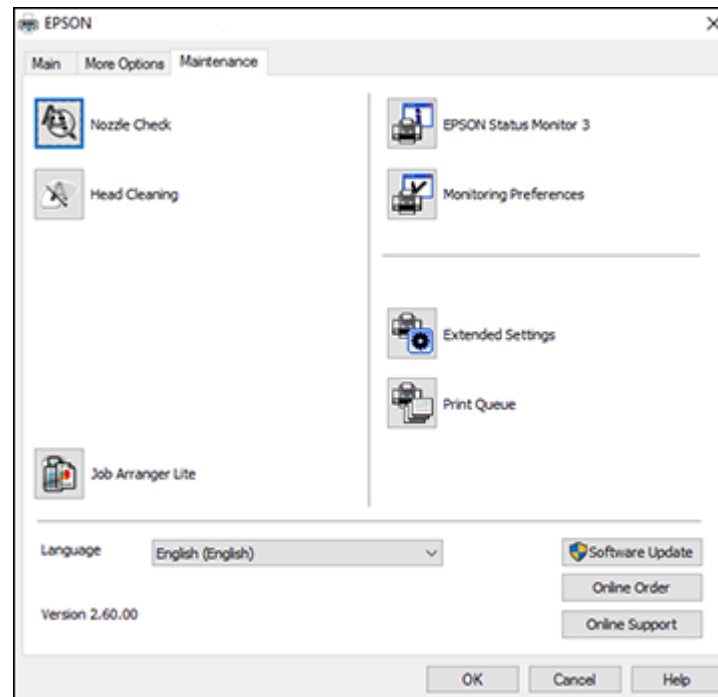 EPSON
Main
More Options
Maintenance
Nozzle Check
Head Cleaning
Job Arranger Lite
EPSON Status Monitor 3
Monitoring Preferences
Extended Settings
Print Queue
Language
English (English)
Version 2.60.00
Software Update
Online Order
Online Support
OK
Cancel
Help